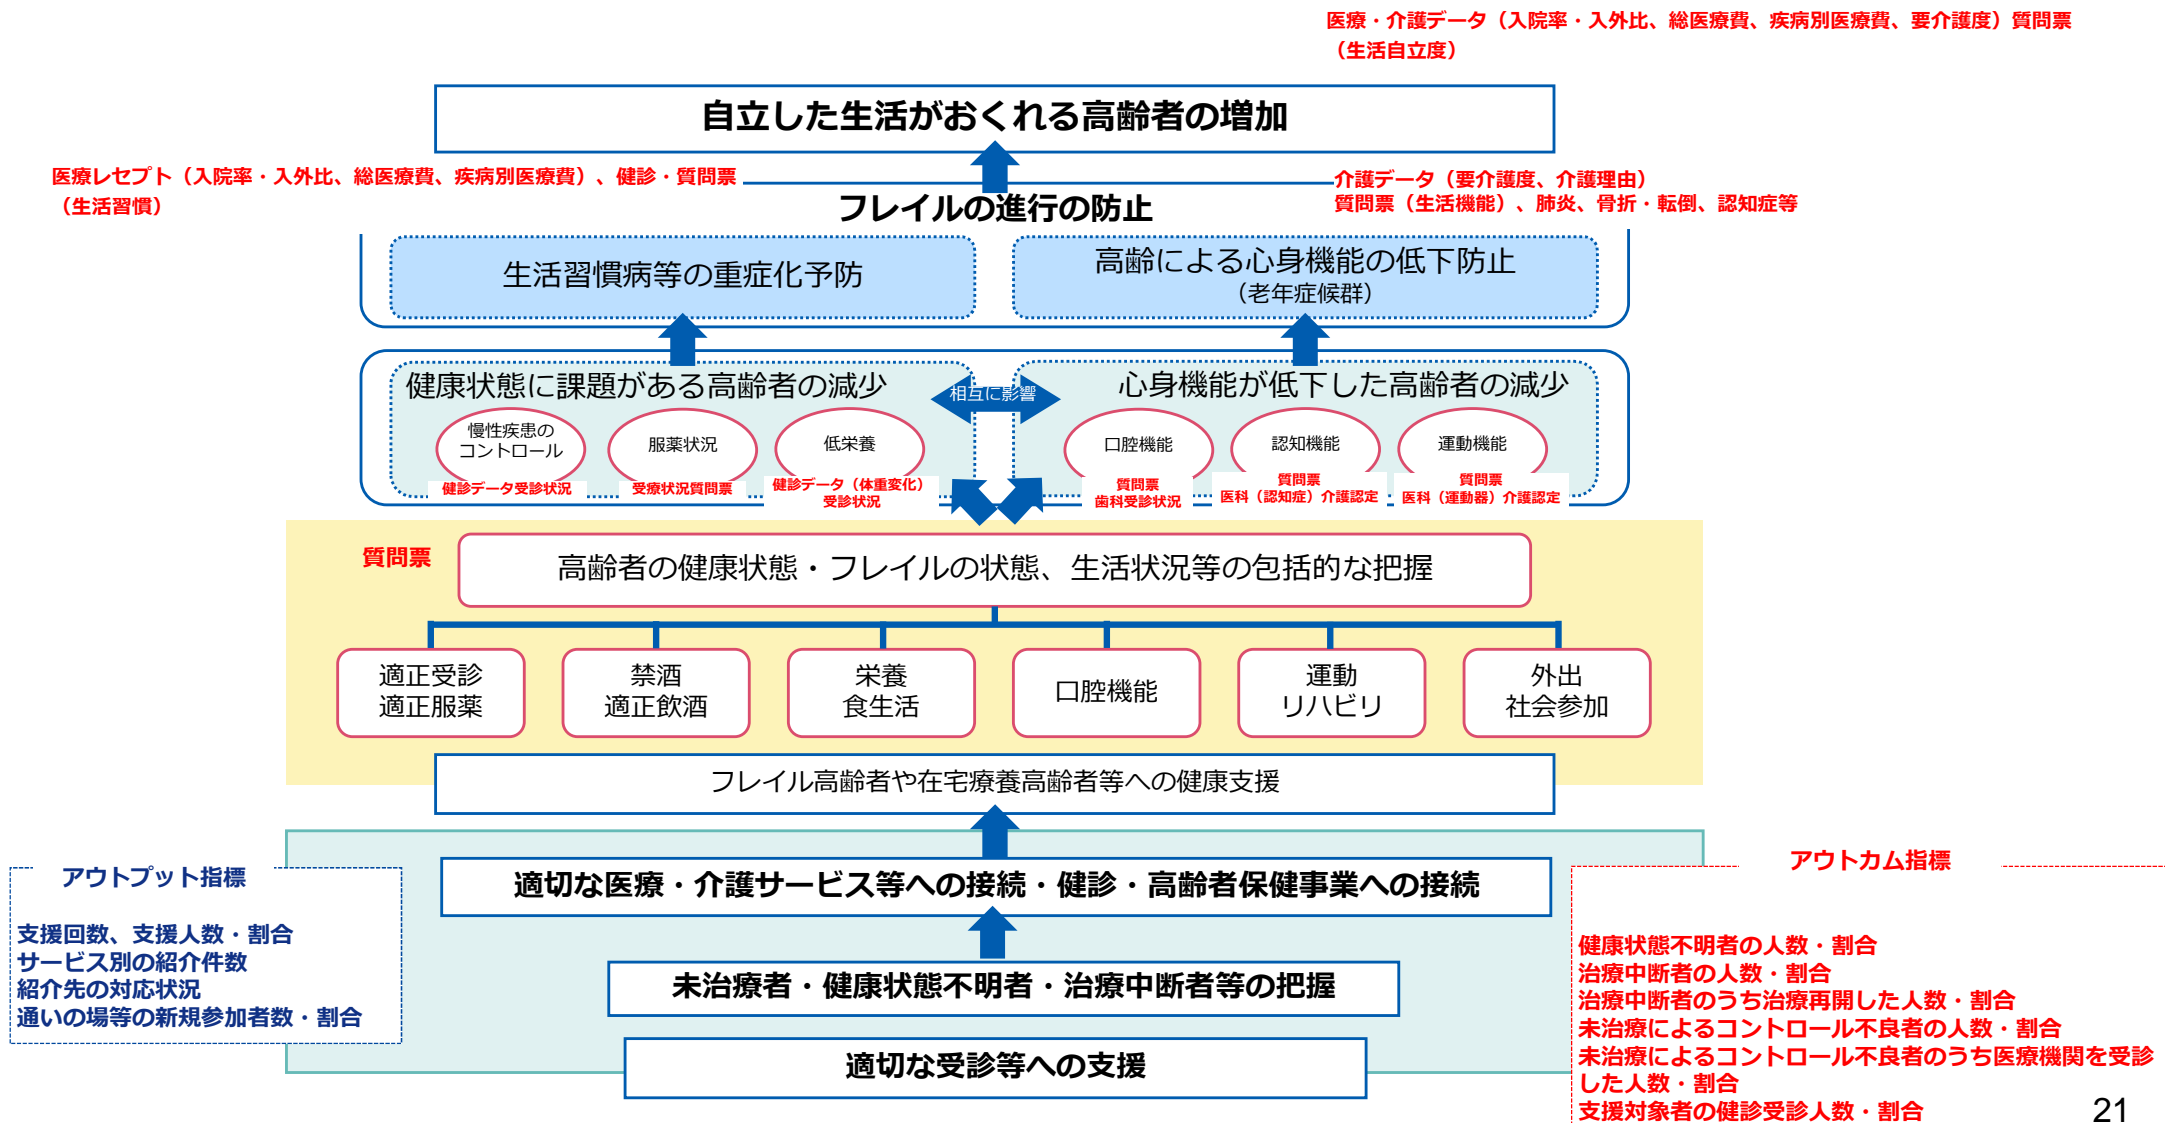 医療・介護データ（入院率・入外比、総医療費、疾病別医療費、要介護度）質問票
（生活自立度）
自立した生活がおくれる高齢者の増加
医療レセプト（入院率・入外比、総医療費、疾病別医療費）、健診・質問票
（生活習慣）
介護データ（要介護度、介護理由）
質問票（生活機能）、肺炎、骨折・転倒、認知症等
フレイルの進行の防止
生活習慣病等の重症化予防
高齢による心身機能の低下防止
（老年症候群）
健康状態に課題がある高齢者の減少
相互に影響
心身機能が低下した高齢者の減少
慢性疾患の
コントロール
服薬状況
低栄養
口腔機能
認知機能
運動機能
健診データ受診状況
受療状況質問票
健診データ（体重変化）
受診状況
質問票
歯科受診状況
質問票
医科（認知症）介護認定
質問票
医科（運動器）介護認定
質問票
高齢者の健康状態・フレイルの状態、生活状況等の包括的な把握
適正受診
適正服薬
禁酒
適正飲酒
栄養
食生活
口腔機能
運動
リハビリ
外出
社会参加
フレイル高齢者や在宅療養高齢者等への健康支援
適切な医療・介護サービス等への接続・健診・高齢者保健事業への接続
未治療者・健康状態不明者・治療中断者等の把握
適切な受診等への支援
アウトプット指標
支援回数、支援人数・割合
サービス別の紹介件数
紹介先の対応状況
通いの場等の新規参加者数・割合
アウトカム指標
健康状態不明者の人数・割合
治療中断者の人数・割合
治療中断者のうち治療再開した人数・割合
未治療によるコントロール不良者の人数・割合
未治療によるコントロール不良者のうち医療機関を受診
した人数・割合
支援対象者の健診受診人数・割合
21